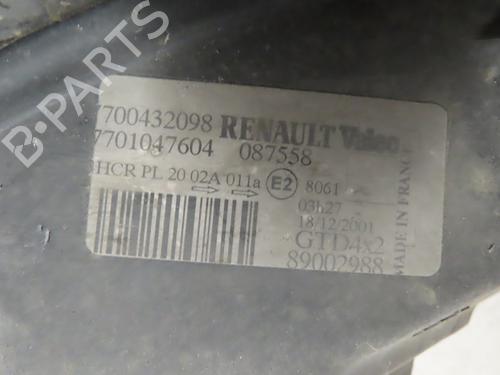 7700432098 RENAULT Valeo
7701047604 087558
HCR PL 20 02A 011a E2 8061
03h27
18/12/2001
GTD4x2
89002988
MADE IN FRANCE
B-PARTS